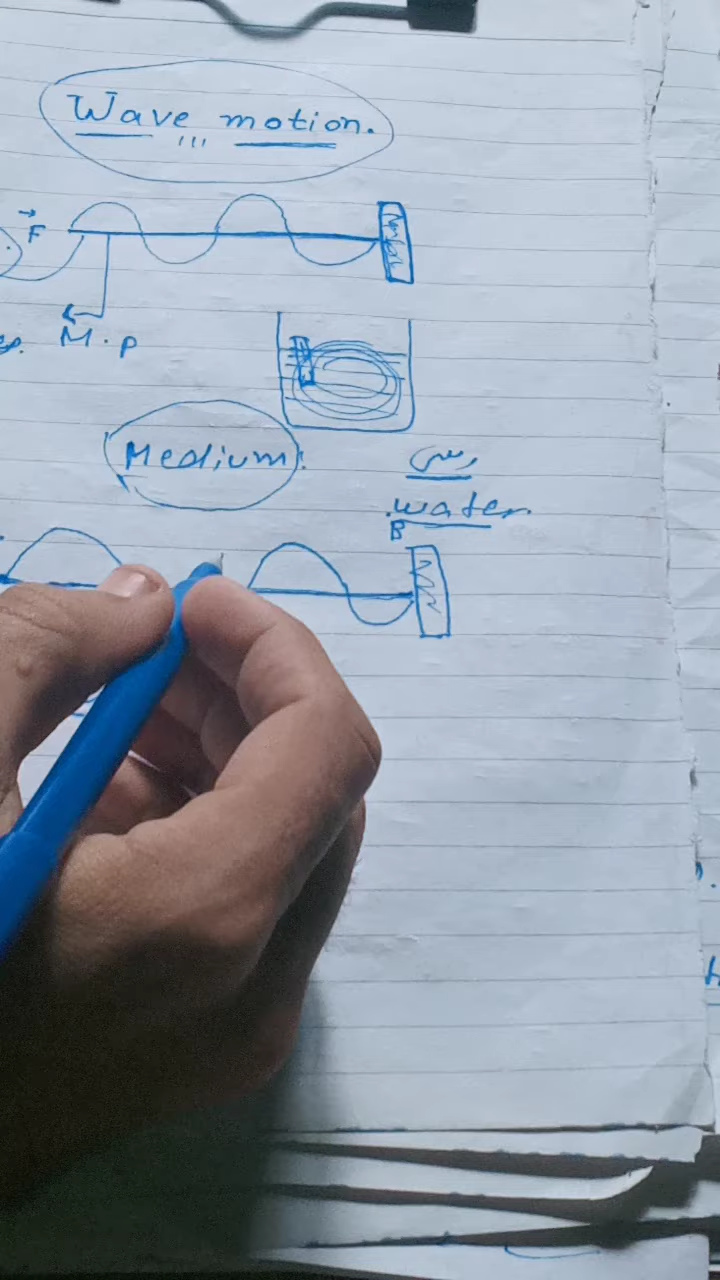 Wave motion.
F
M.P
Medium.
رسی
water.
B